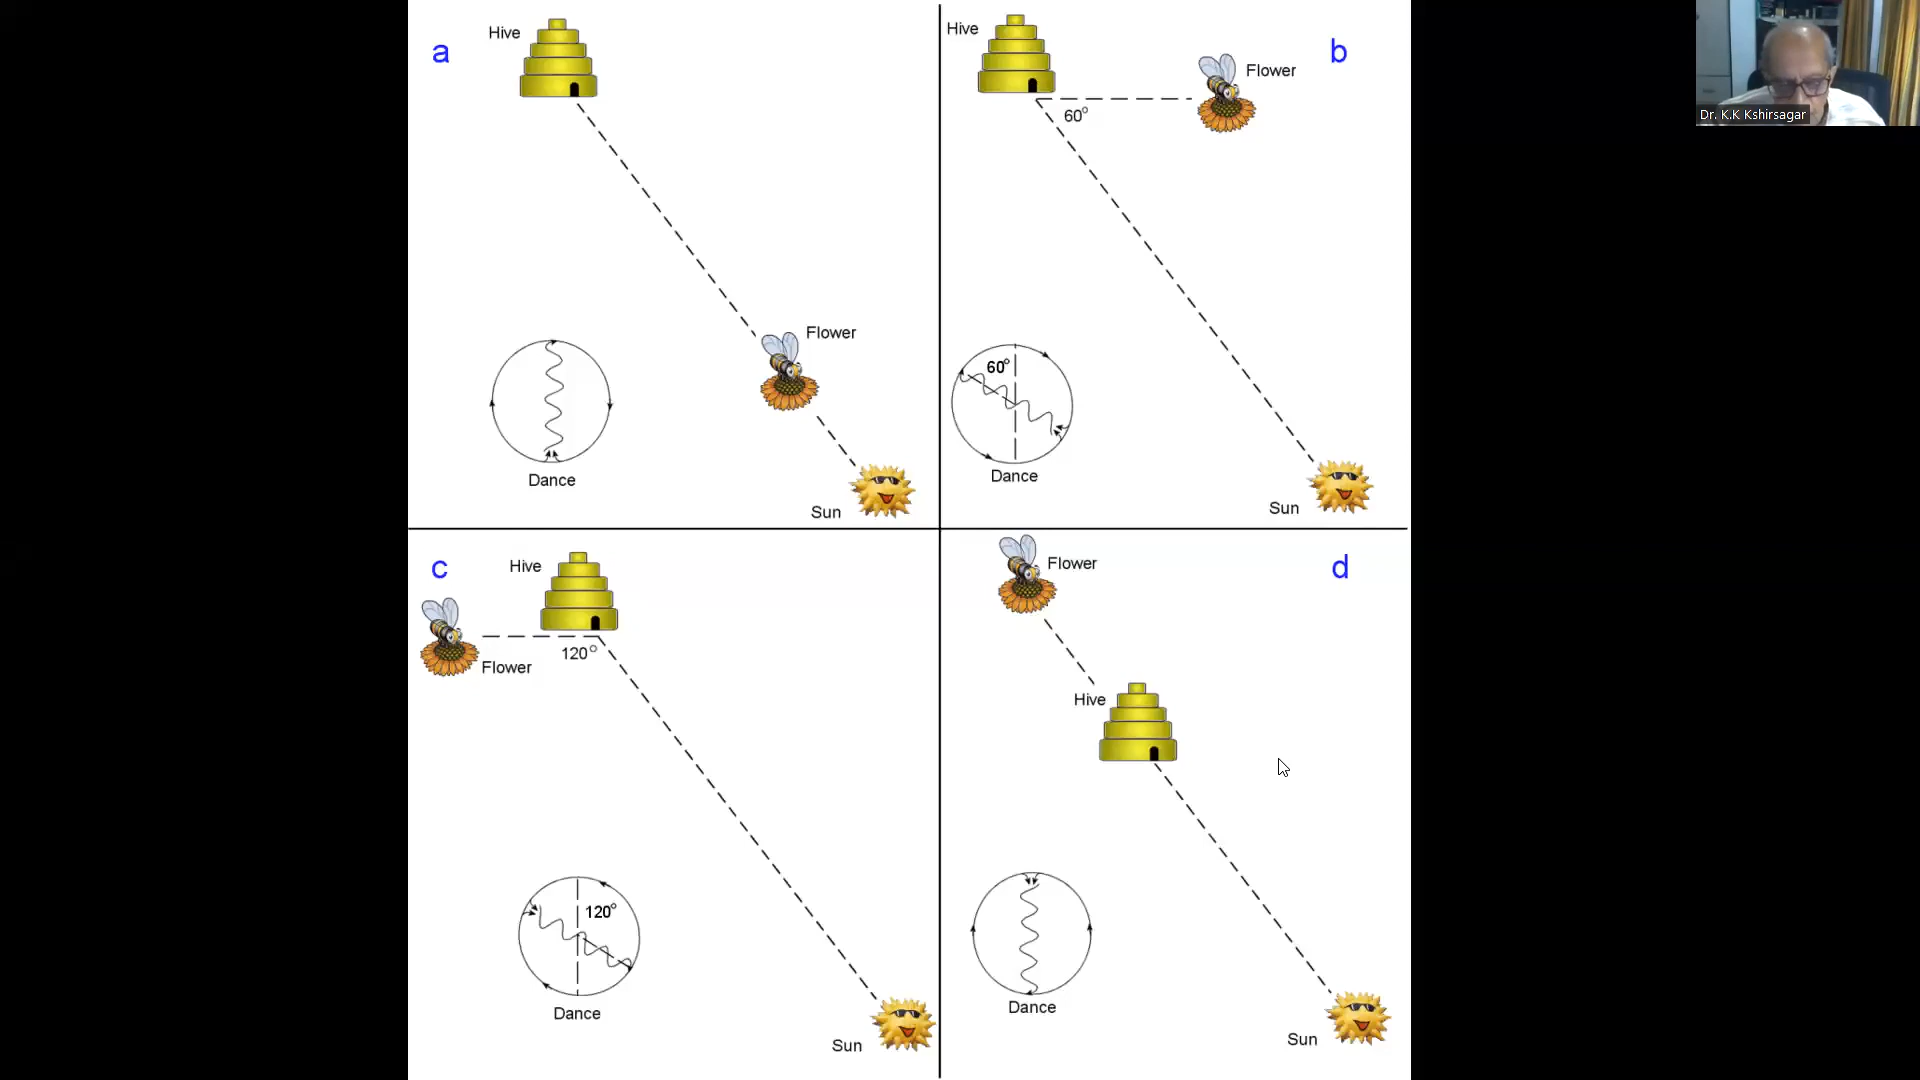 a
Hive
Flower
Dance
Sun
Hive
b
Flower
60°
60°
Dance
Sun
c
Hive
Flower
120°
120°
Dance
Sun
Flower
d
Hive
Dance
Sun
Dr. K.K Kshirsagar